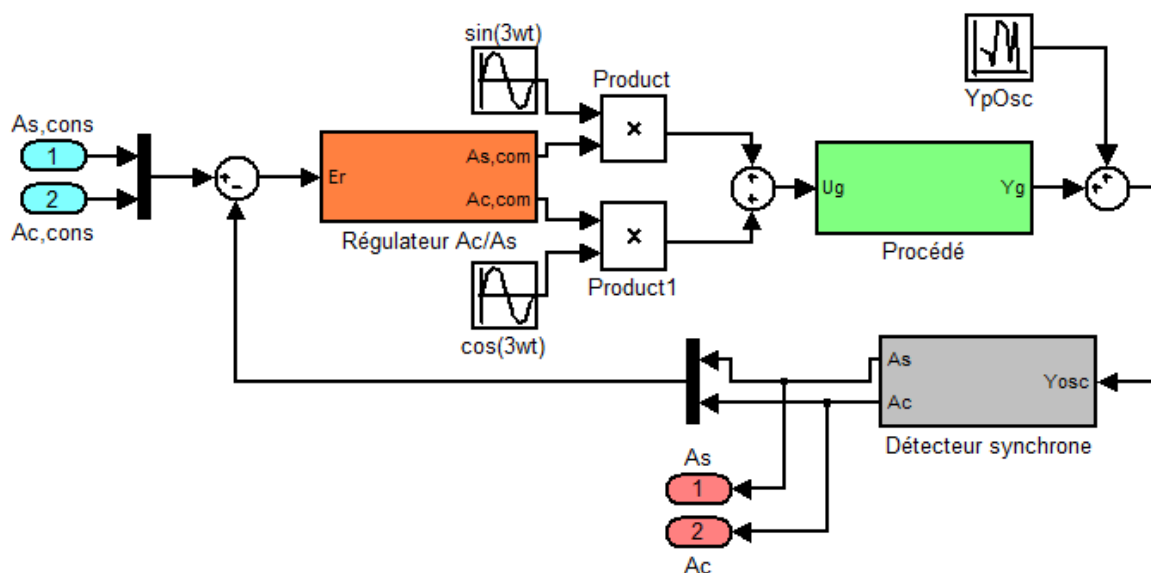 sin(3wt)
Product
×
As,cons
1
2
Ac,cons
Er
As,com
Ac,com
Régulateur Ac/As
cos(3wt)
×
Product1
Ug
Yg
Procédé
YpOsc
As
Ac
Yosc
Détecteur synchrone
As
1
2
Ac